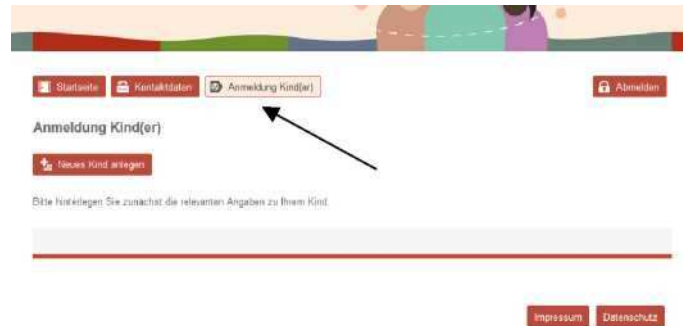 Startseite Kontaktdaten Anmeldung Kind(er) Abmelden
Anmeldung Kind(er)
Neues Kind anlegen
Bitte hinterlegen Sie zunächst die relevanten Angaben zu Ihrem Kind.
Impressum Datenschutz